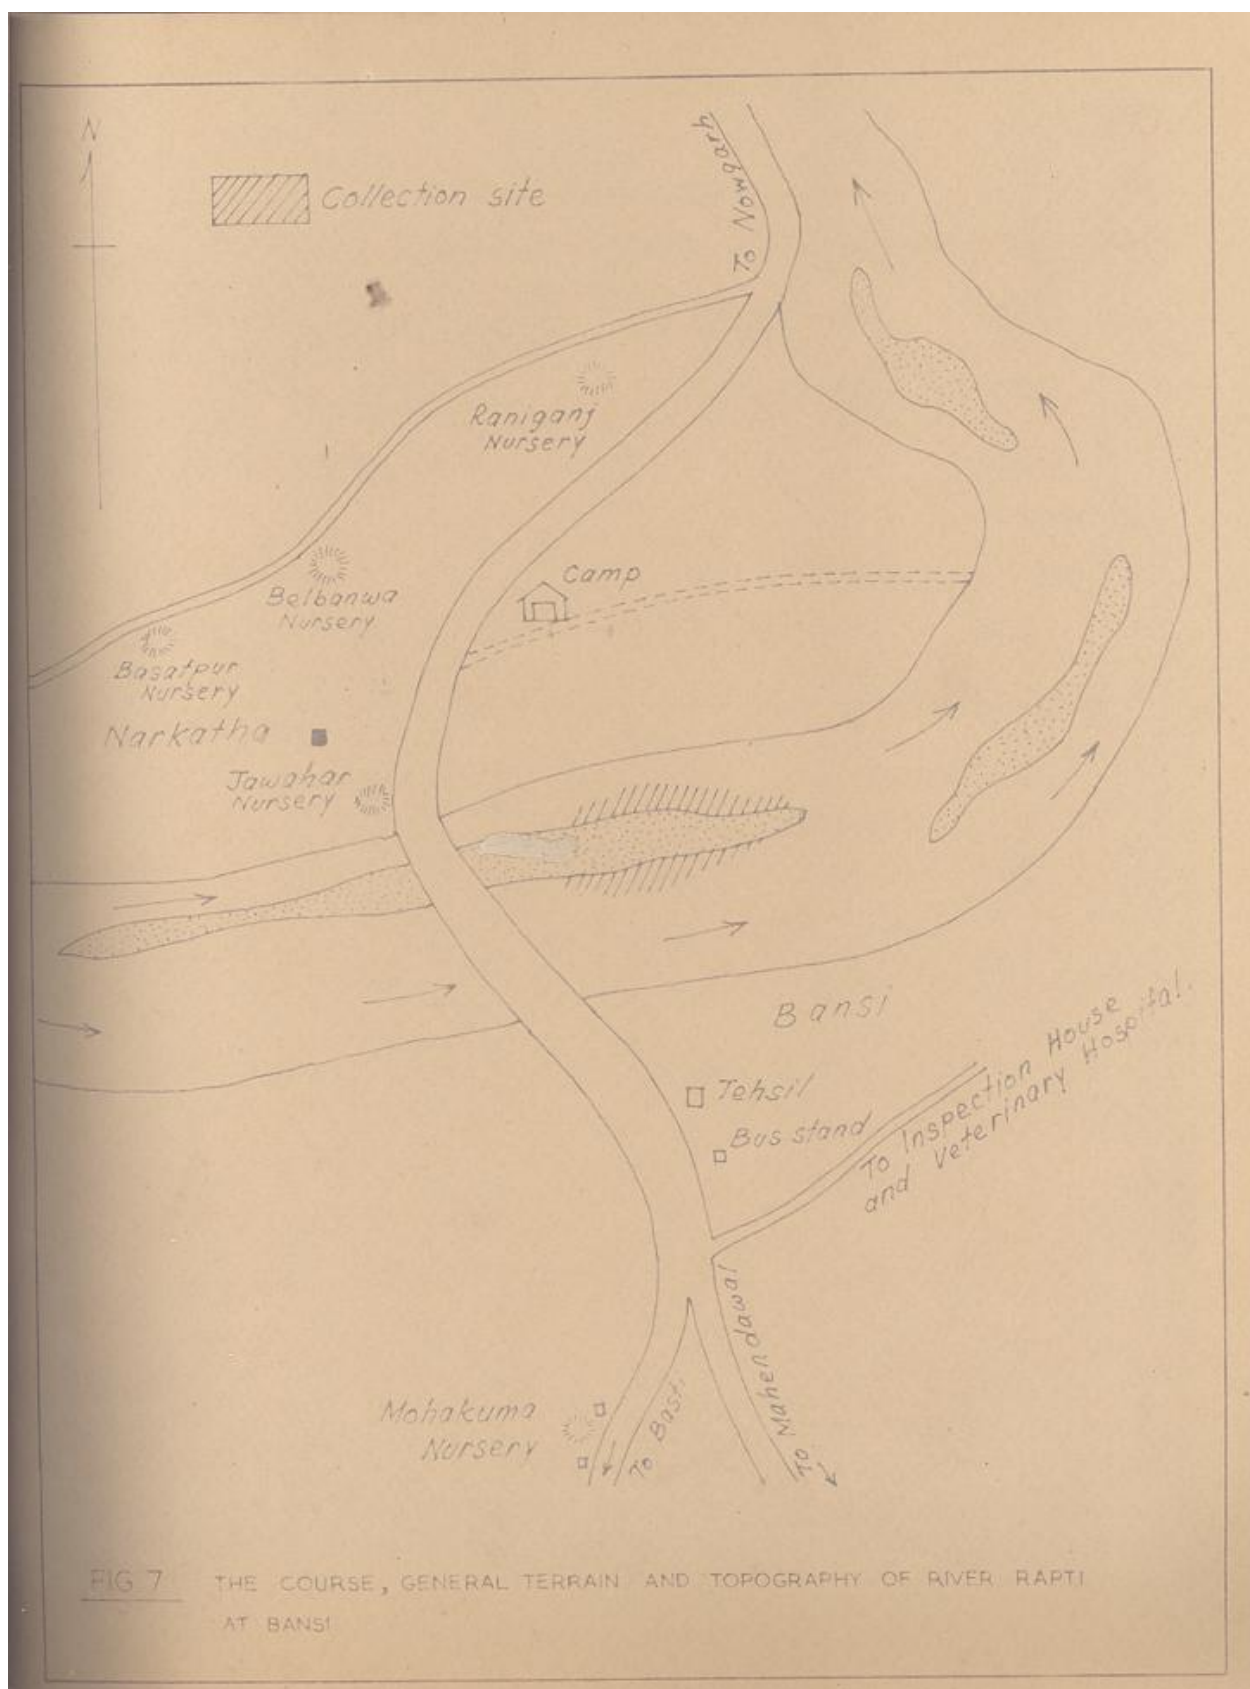 N
Collection site
To Nowgarh
Raniganj
Nursery
Camp
Belbanwa
Nursery
Basatpur
Nursery
Narkatha
Jawahar
Nursery
Bansi
Tehsil
Bus stand
To Inspection House
and Veterinary Hospital.
To Mahendawal
Mohakuma
Nursery
To Basti
FIG 7 THE COURSE, GENERAL TERRAIN AND TOPOGRAPHY OF RIVER RAPTI
AT BANSI